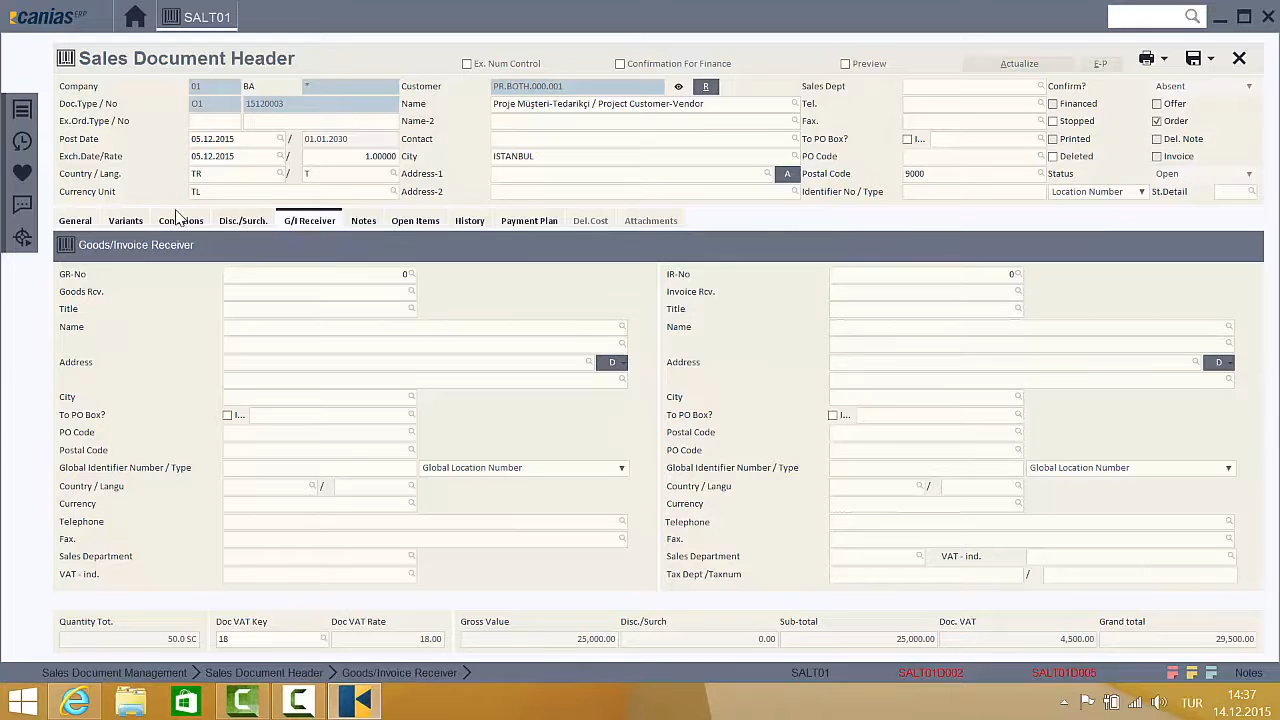 caniasERP SALT01
Sales Document Header
Ex. Num Control Confirmation For Finance Preview Actualize E-P
Company 01 BA * Customer PR.BOTH.000.001 R Sales Dept Confirm? Absent
Doc.Type / No O1 15120003 Name Proje Müşteri-Tedarikçi / Project Customer-Vendor Tel. Financed Offer
Ex.Ord.Type / No Name-2 Fax. Stopped Order
Post Date 05.12.2015 / 01.01.2030 Contact To PO Box? I... Printed Del. Note
Exch.Date/Rate 05.12.2015 / 1.00000 City ISTANBUL PO Code Deleted Invoice
Country / Lang. TR / T Address-1 A Postal Code 9000 Status Open
Currency Unit TL Address-2 Identifier No / Type Location Number St.Detail
General Variants Disc./Surch. G/I Receiver Notes Open Items History Payment Plan Del.Cost Attachments
Goods/Invoice Receiver
GR-No 0 IR-No 0
Goods Rcv. Invoice Rcv.
Title Title
Name Name
Address D Address D
City City
To PO Box? I... To PO Box? I...
PO Code Postal Code
Postal Code PO Code
Global Identifier Number / Type Global Location Number Global Identifier Number / Type Global Location Number
Country / Langu / Country / Langu /
Currency Currency
Telephone Telephone
Fax. Fax.
Sales Department Sales Department VAT - ind.
VAT - ind. Tax Dept /Taxnum /
Quantity Tot. Doc VAT Key Doc VAT Rate Gross Value Disc./Surch Sub-total Doc. VAT Grand total
50.0 SC 18 18.00 25,000.00 0.00 25,000.00 4,500.00 29,500.00
Sales Document Management Sales Document Header Goods/Invoice Receiver SALT01 SALT01D002 SALT01D005 Notes
TUR 14:37
14.12.2015